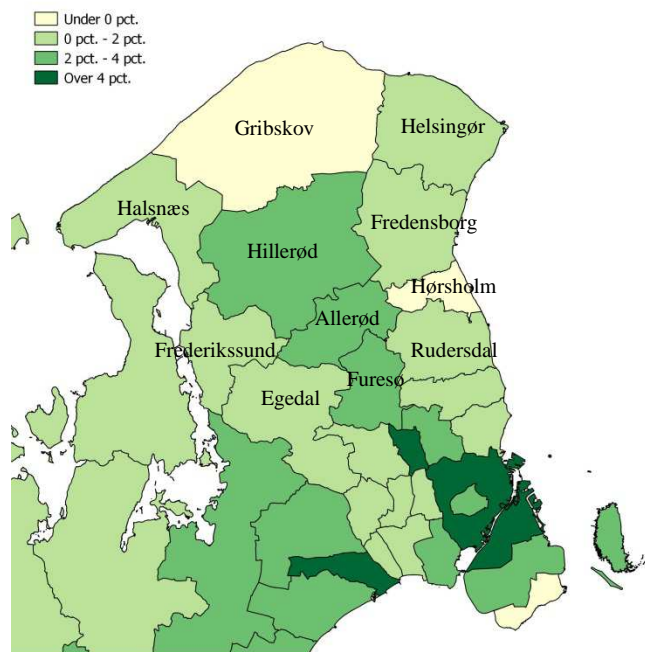 Under 0 pct.
0 pct. - 2 pct.
2 pct. - 4 pct.
Over 4 pct.
Gribskov
Helsingør
Halsnæs
Fredensborg
Hillerød
Hørsholm
Allerød
Frederikssund
Rudersdal
Furesø
Egedal